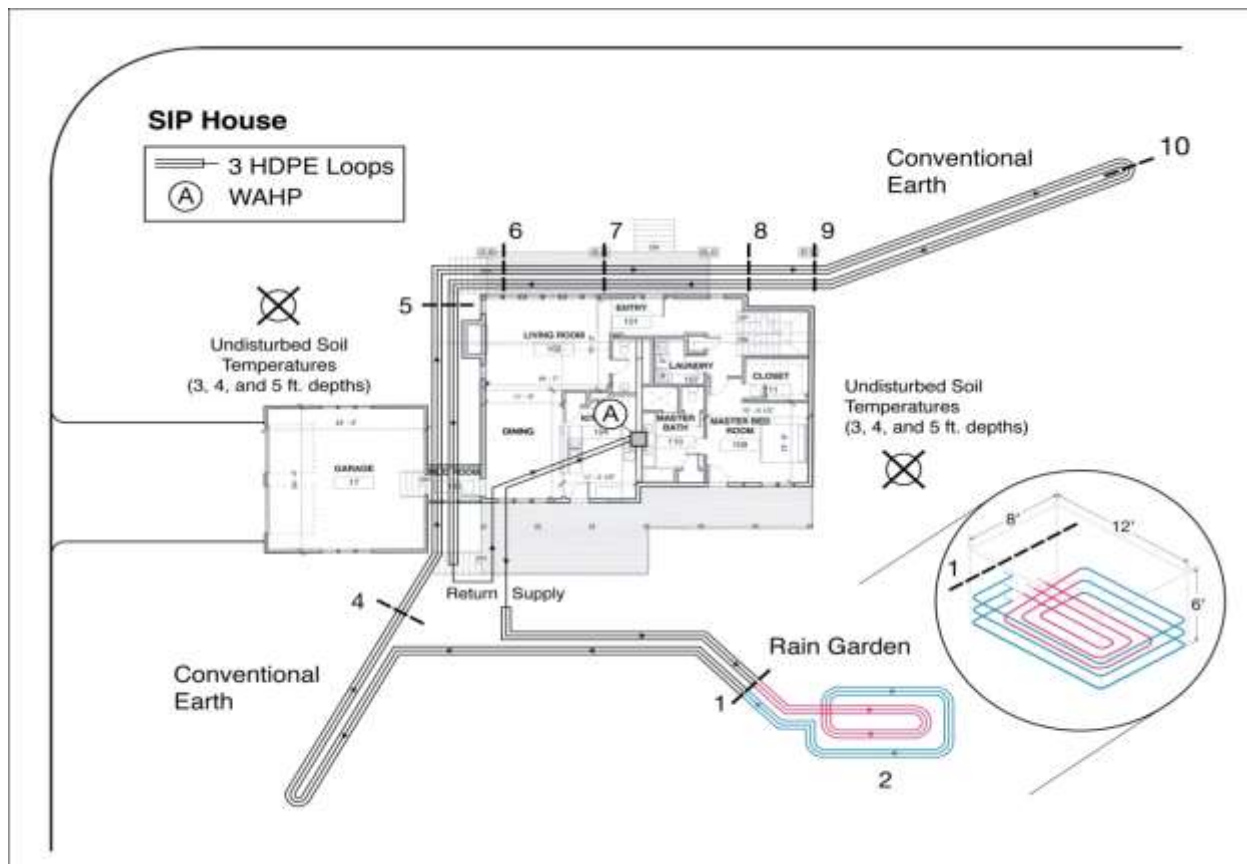 SIP House
3 HDPE Loops
A WAHP
Conventional
Earth
10
6
7
8
9
5
Undisturbed Soil
Temperatures
(3, 4, and 5 ft. depths)
ENTRY
101
LIVING ROOM
LAUNDRY
CLOSET
A
MASTER
BATH
MASTER BED
ROOM
DINING
GARAGE
Undisturbed Soil
Temperatures
(3, 4, and 5 ft. depths)
8'
12'
1
6'
4
Return Supply
Rain Garden
Conventional
Earth
1
2